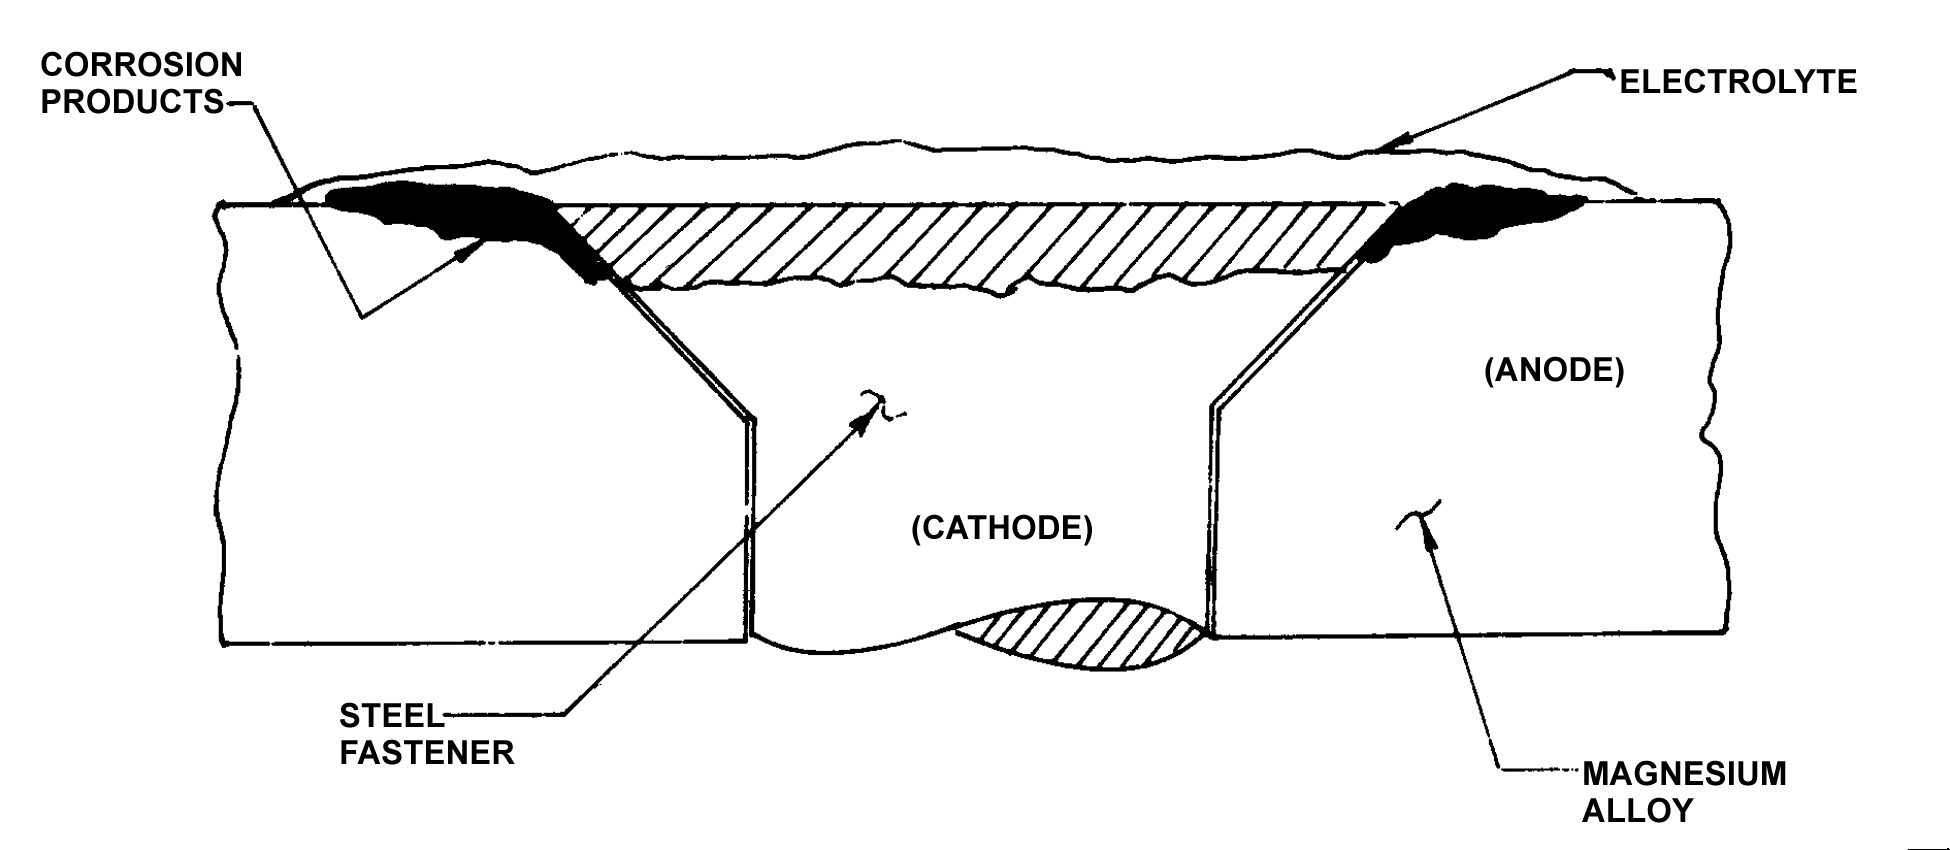 CORROSION
PRODUCTS
ELECTROLYTE
(ANODE)
(CATHODE)
STEEL
FASTENER
MAGNESIUM
ALLOY